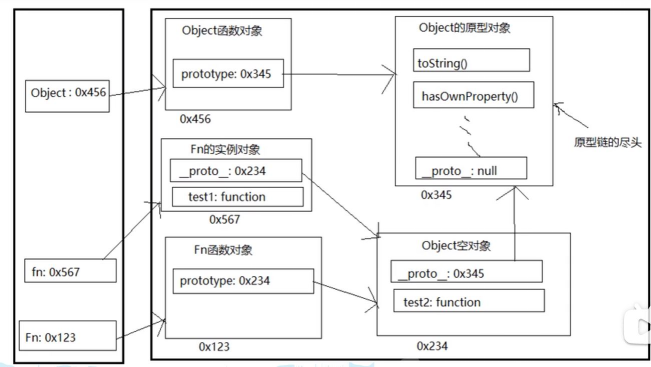 Object : 0x456
fn: 0x567
Fn: 0x123
Object函数对象
prototype: 0x345
0x456
Fn的实例对象
__proto__: 0x234
test1: function
0x567
Fn函数对象
prototype: 0x234
0x123
Object的原型对象
toString()
hasOwnProperty()
__proto__: null
0x345
原型链的尽头
Object空对象
__proto__: 0x345
test2: function
0x234